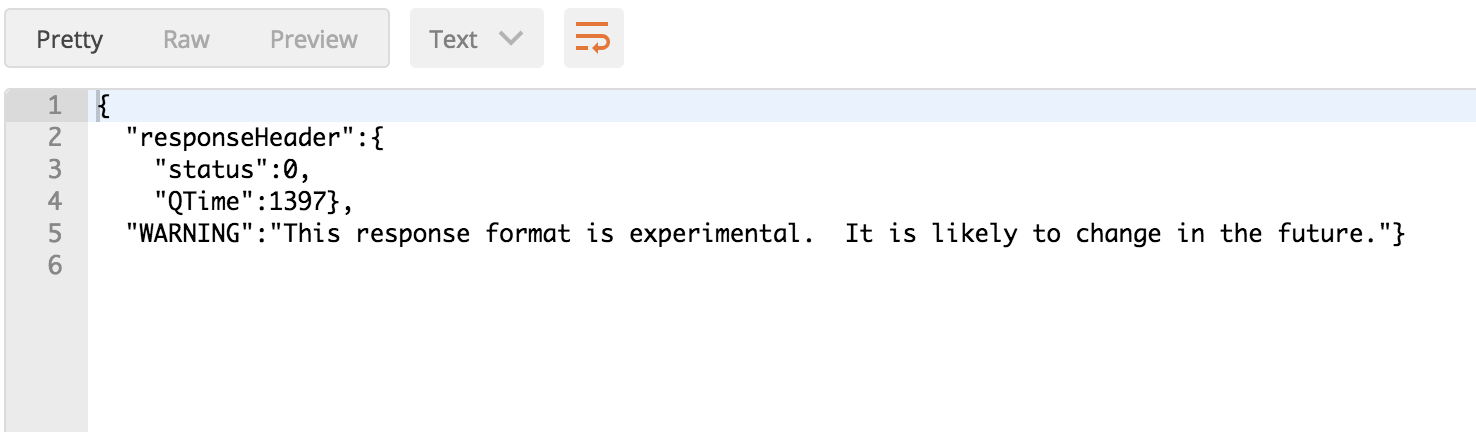 Pretty Raw Preview Text
1 {
2   "responseHeader":{
3     "status":0,
4     "QTime":1397},
5   "WARNING":"This response format is experimental.  It is likely to change in the future."}
6